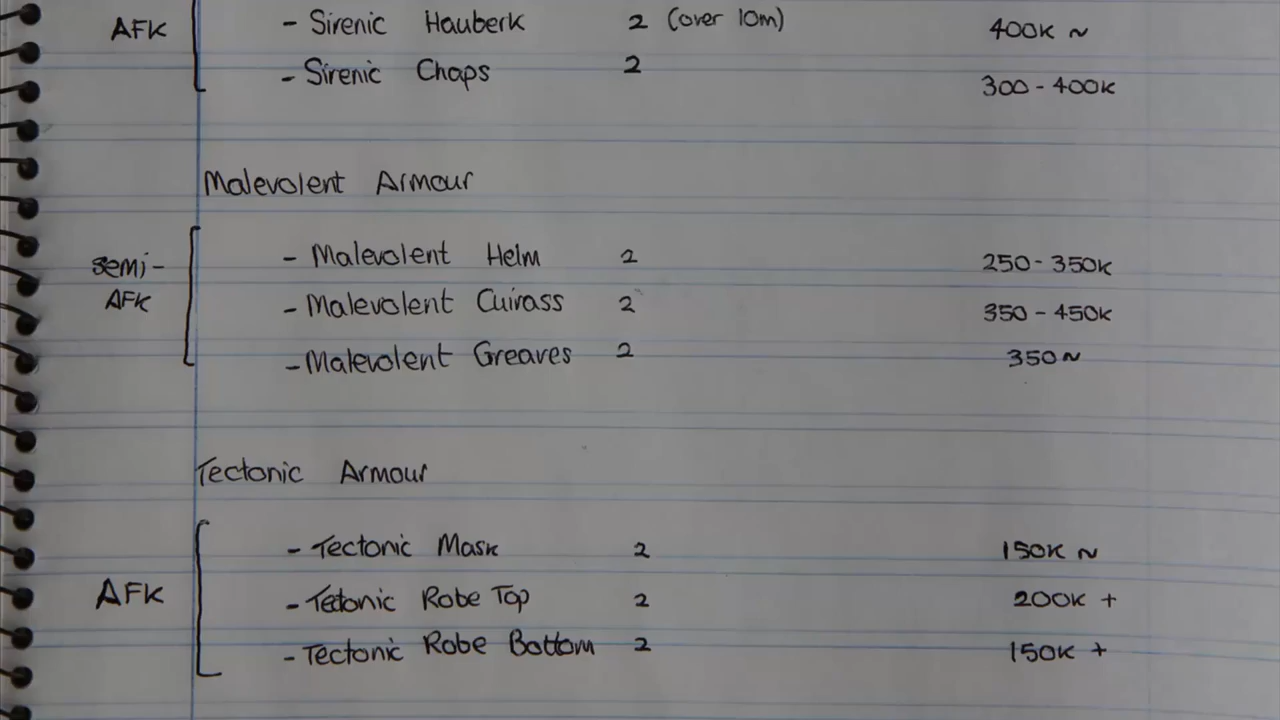 - Sirenic Hauberk 2 (over 10m) 400K ~
AFK
- Sirenic Chaps 2 300 - 400K
Malevolent Armour
- Malevolent Helm 2 250 - 350K
semi-
AFK
- Malevolent Cuirass 2 350 - 450K
- Malevolent Greaves 2 350 ~
Tectonic Armour
- Tectonic Mask 2 150K ~
AFK
- Tectonic Robe Top 2 200K +
- Tectonic Robe Bottom 2 150K +